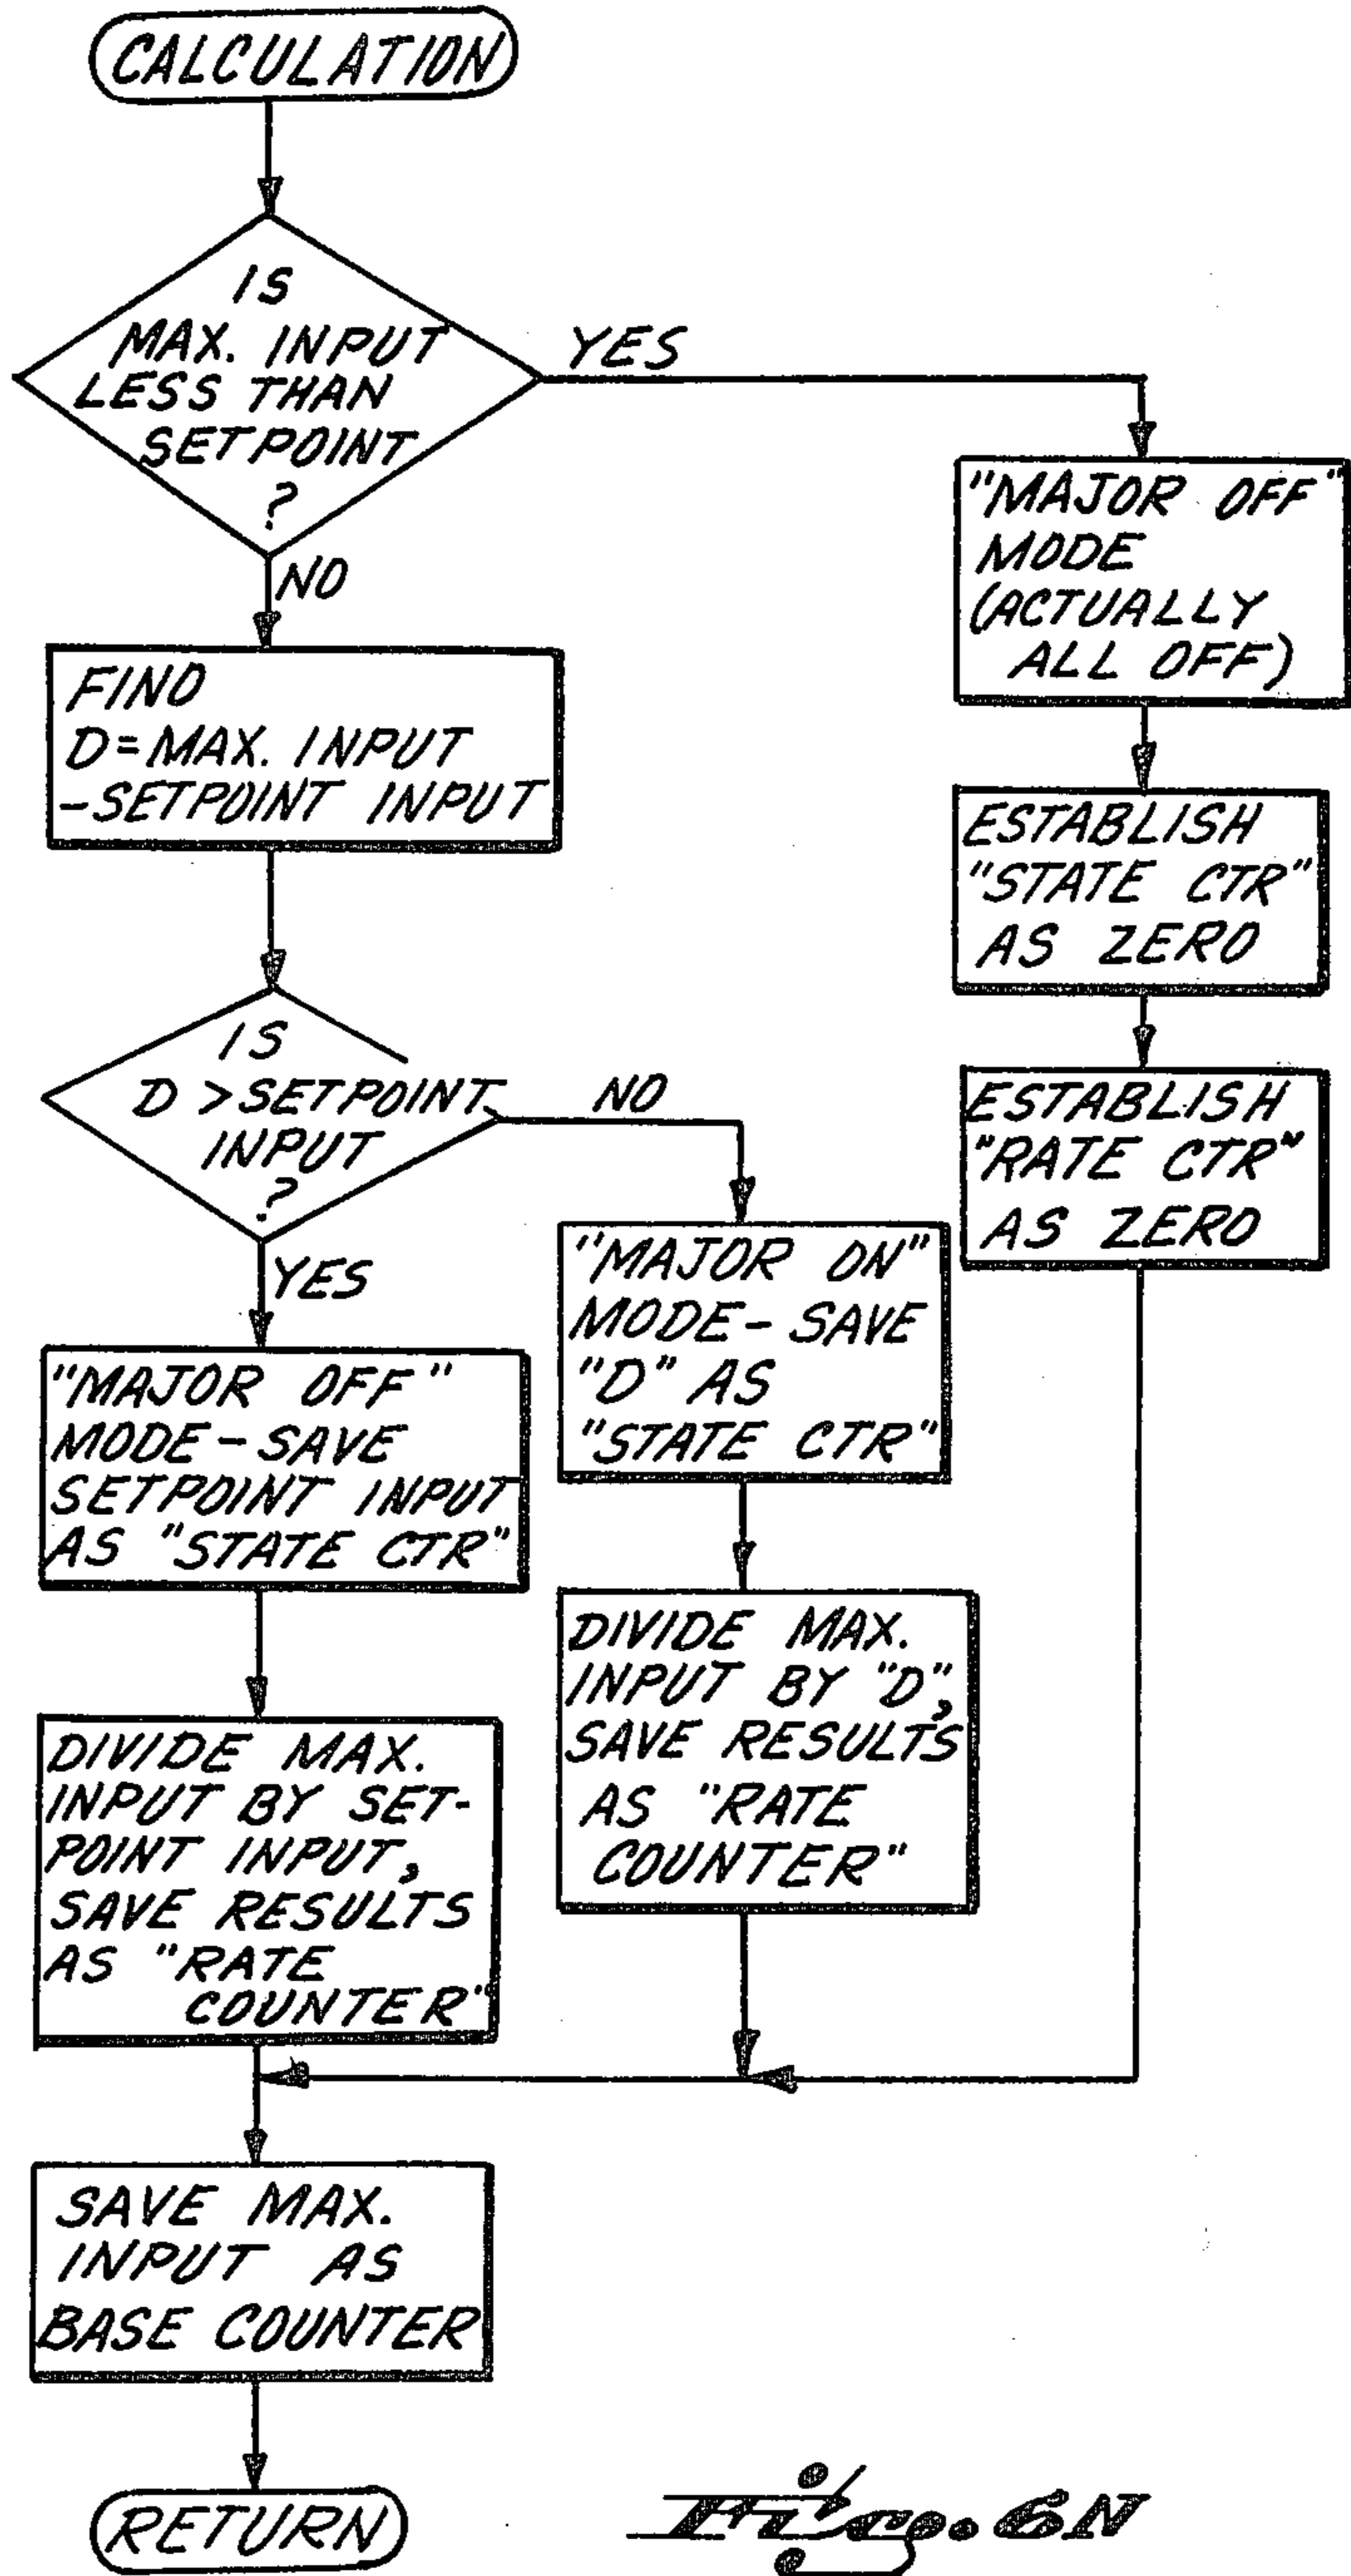 CALCULATION
IS
MAX. INPUT
LESS THAN
SETPOINT
?
YES
NO
"MAJOR OFF"
MODE
(ACTUALLY
ALL OFF)
FIND
D=MAX. INPUT
-SETPOINT INPUT
ESTABLISH
"STATE CTR"
AS ZERO
IS
D >SETPOINT
INPUT
?
NO
YES
ESTABLISH
"RATE CTR"
AS ZERO
"MAJOR ON"
MODE- SAVE
"D" AS
"STATE CTR"
"MAJOR OFF"
MODE-SAVE
SETPOINT INPUT
AS "STATE CTR"
DIVIDE MAX.
INPUT BY "D",
SAVE RESULTS
AS "RATE
COUNTER"
DIVIDE MAX.
INPUT BY SET-
POINT INPUT,
SAVE RESULTS
AS "RATE
COUNTER"
SAVE MAX.
INPUT AS
BASE COUNTER
RETURN
Fig. 6N